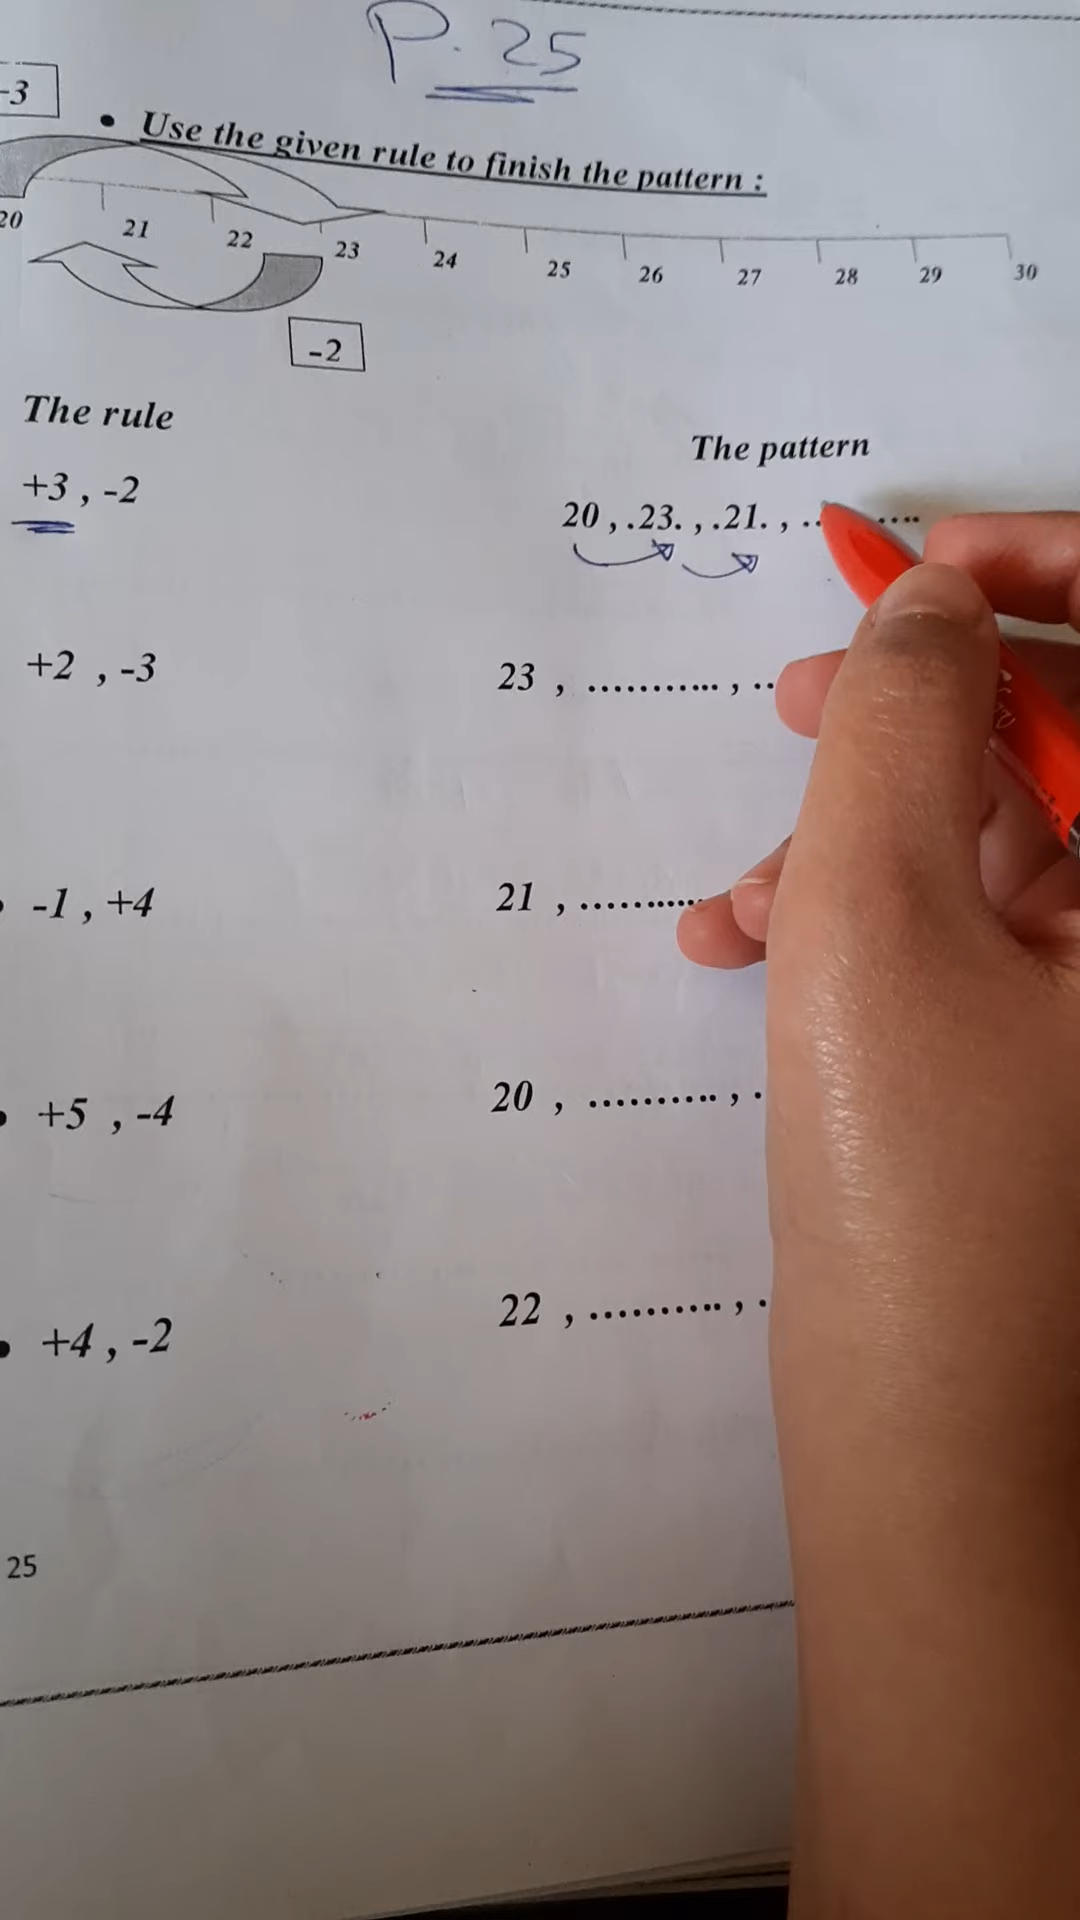 P. 25
-3
• Use the given rule to finish the pattern :
20 21 22 23 24 25 26 27 28 29 30
-2
The rule The pattern
+3 , -2 20 , .23. , .21. , .. ....
+2 , -3 23 , ........... , ..
-1 , +4 21 , ............
• +5 , -4 20 , .......... , .
• +4 , -2 22 , .......... , .
25